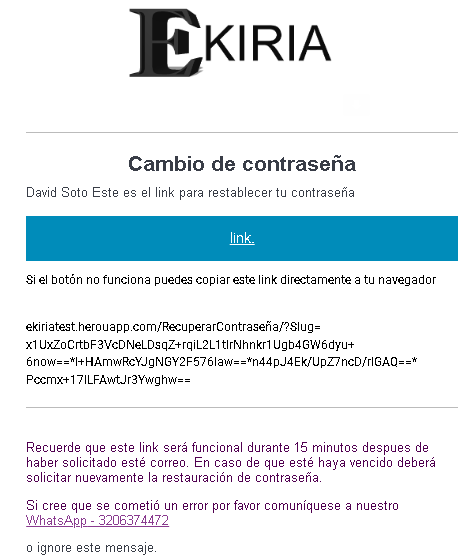 EKIRIA
Cambio de contraseña
David Soto Este es el link para restablecer tu contraseña
link.
Si el botón no funciona puedes copiar este link directamente a tu navegador
ekiriatest.herouapp.com/RecuperarContraseña/?Slug=
x1UxZoCrtbF3VcDNeLDsqZ+rqiL2L1tIrNhnkr1Ugb4GW6dyu+
6now==*l+HAmwRcYJgNGY2F576law==*n44pJ4Ek/UpZ7ncD/rlGAQ==*
Pccmx+17lLFAwtJr3Ywghw==
Recuerde que este link será funcional durante 15 minutos despues de
haber solicitado esté correo. En caso de que esté haya vencido deberá
solicitar nuevamente la restauración de contraseña.
Si cree que se cometió un error por favor comuníquese a nuestro
WhatsApp - 3206374472
o ignore este mensaje.